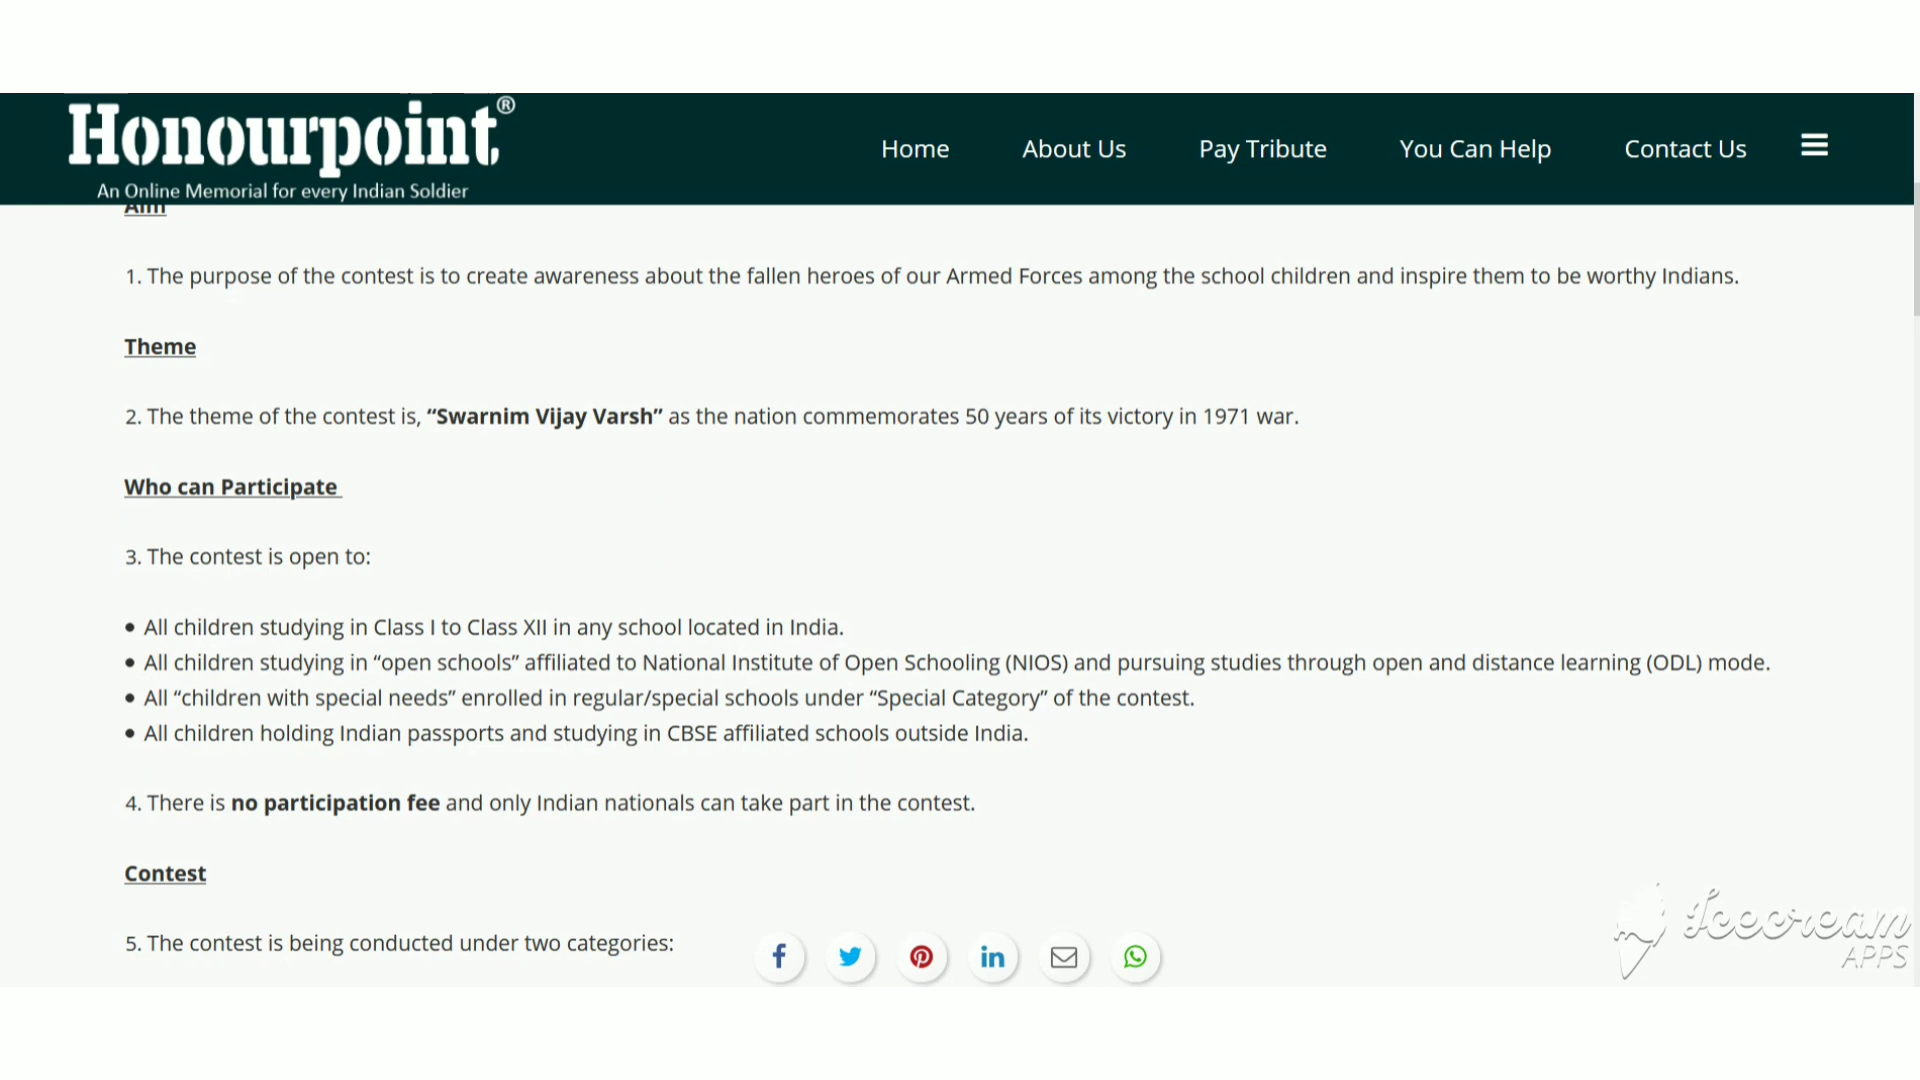 Honourpoint®
An Online Memorial for every Indian Soldier
Home
About Us
Pay Tribute
You Can Help
Contact Us
Aim
1. The purpose of the contest is to create awareness about the fallen heroes of our Armed Forces among the school children and inspire them to be worthy Indians.
Theme
2. The theme of the contest is, “Swarnim Vijay Varsh” as the nation commemorates 50 years of its victory in 1971 war.
Who can Participate
3. The contest is open to:
• All children studying in Class I to Class XII in any school located in India.
• All children studying in “open schools” affiliated to National Institute of Open Schooling (NIOS) and pursuing studies through open and distance learning (ODL) mode.
• All “children with special needs” enrolled in regular/special schools under “Special Category” of the contest.
• All children holding Indian passports and studying in CBSE affiliated schools outside India.
4. There is no participation fee and only Indian nationals can take part in the contest.
Contest
5. The contest is being conducted under two categories:
Icecream
APPS